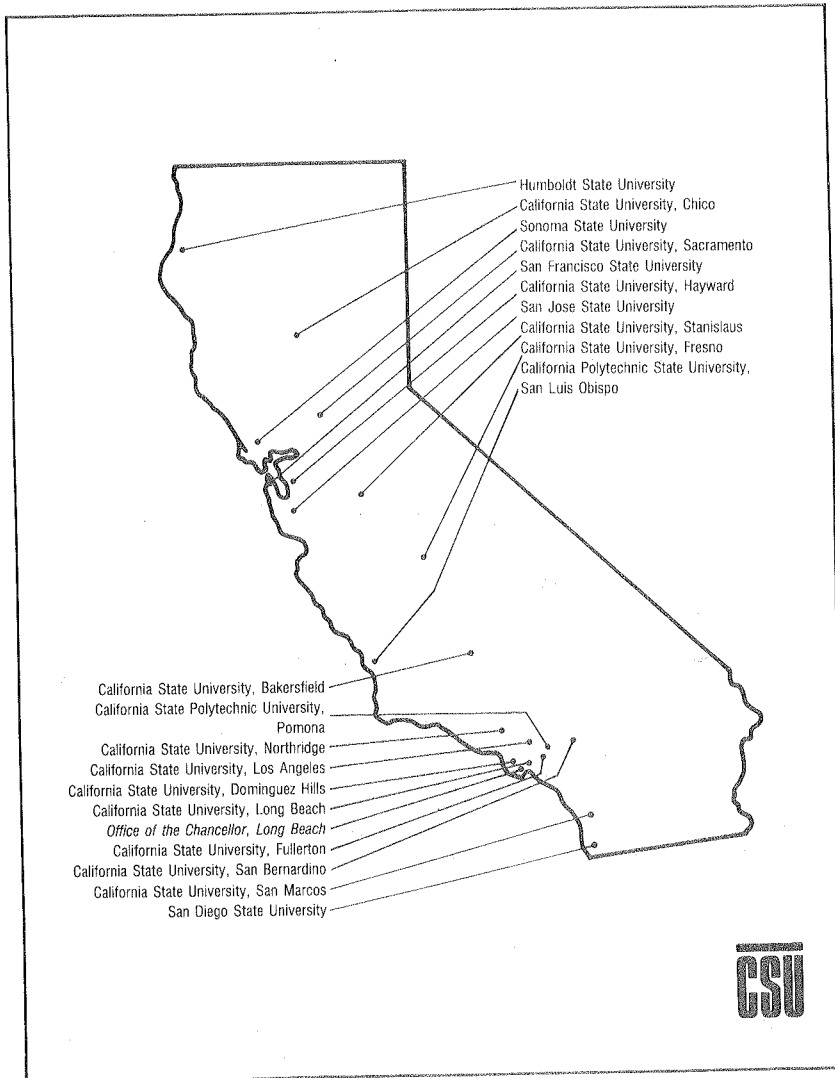 Humboldt State University
California State University, Chico
Sonoma State University
California State University, Sacramento
San Francisco State University
California State University, Hayward
San Jose State University
California State University, Stanislaus
California State University, Fresno
California Polytechnic State University,
San Luis Obispo
California State University, Bakersfield
California State Polytechnic University,
Pomona
California State University, Northridge
California State University, Los Angeles
California State University, Dominguez Hills
California State University, Long Beach
Office of the Chancellor, Long Beach
California State University, Fullerton
California State University, San Bernardino
California State University, San Marcos
San Diego State University
CSU